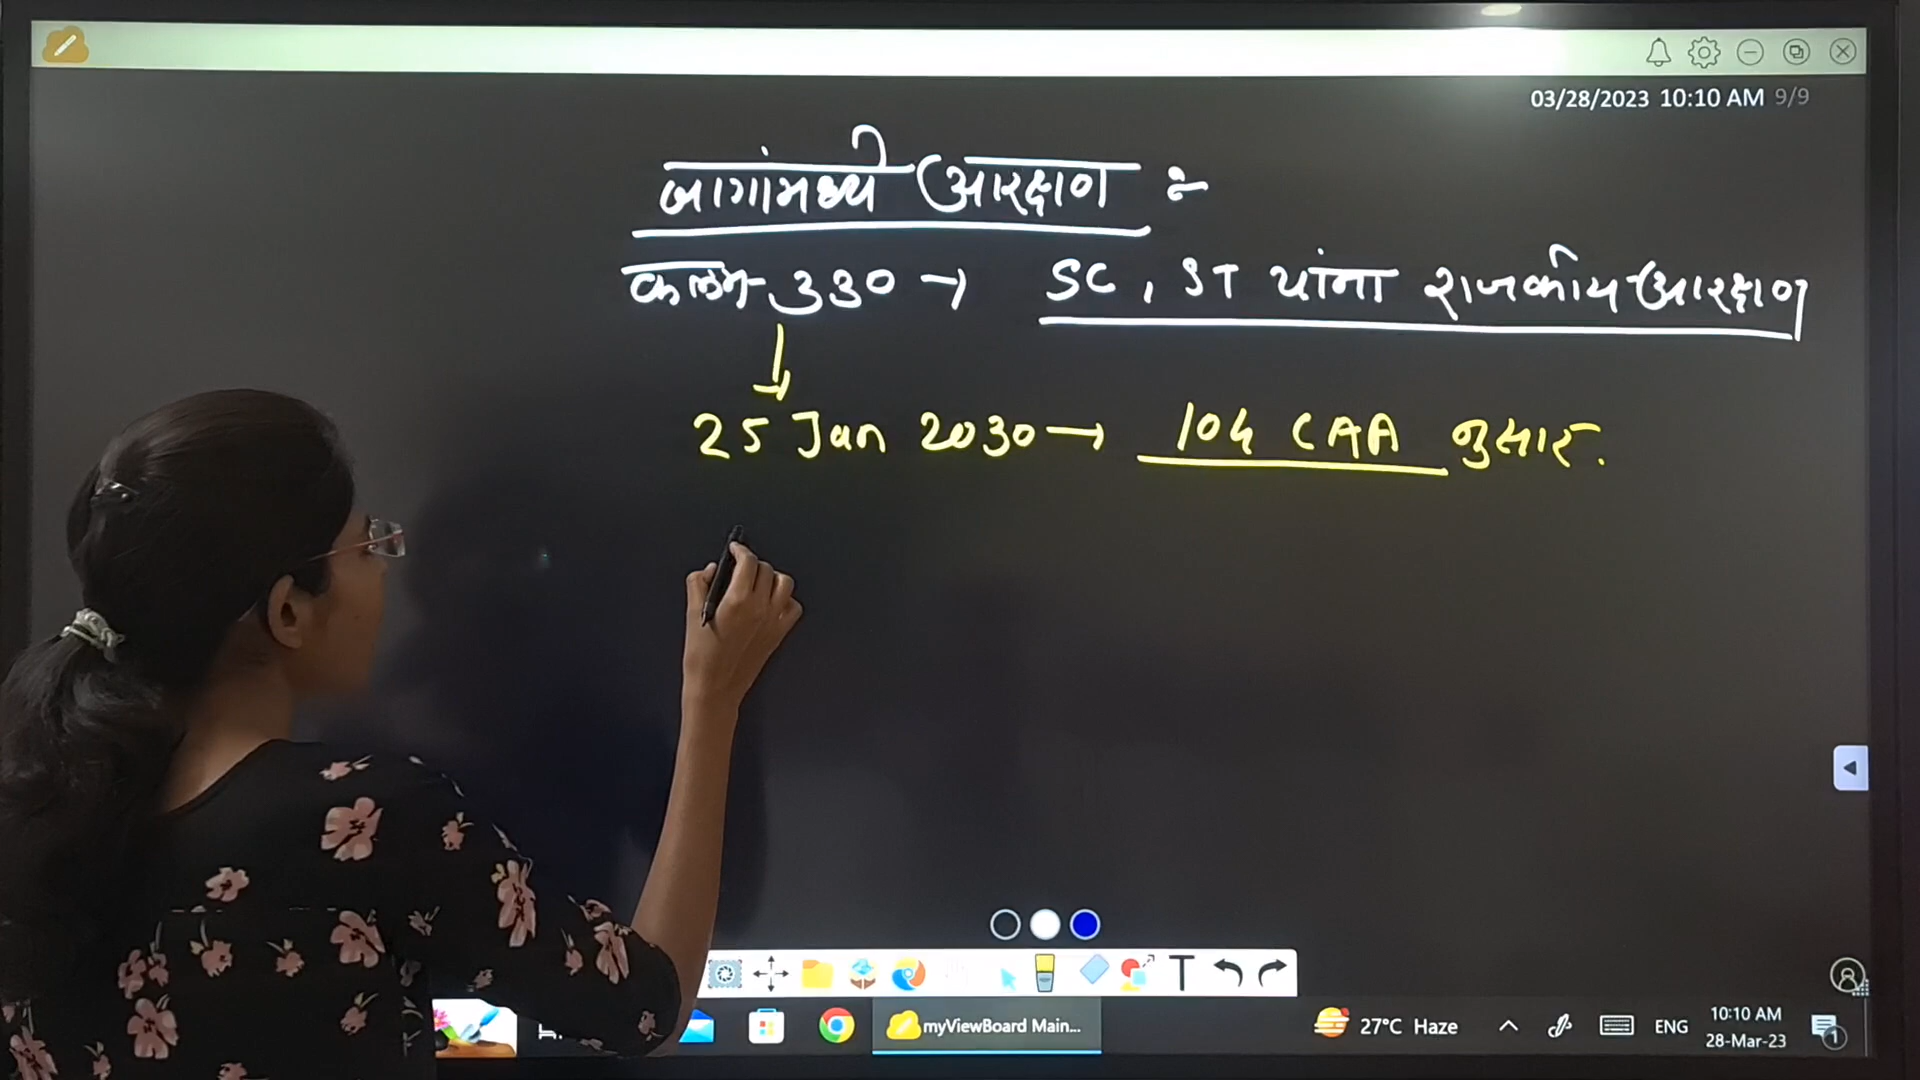 03/28/2023 10:10 AM 9/9
जागांमध्ये आरक्षण :-
कलम 330 → SC, ST यांना राजकीय आरक्षण
25 Jan 2030 → 104 CAA नुसार.
myViewBoard Main...
27°C Haze
ENG
10:10 AM
28-Mar-23
1